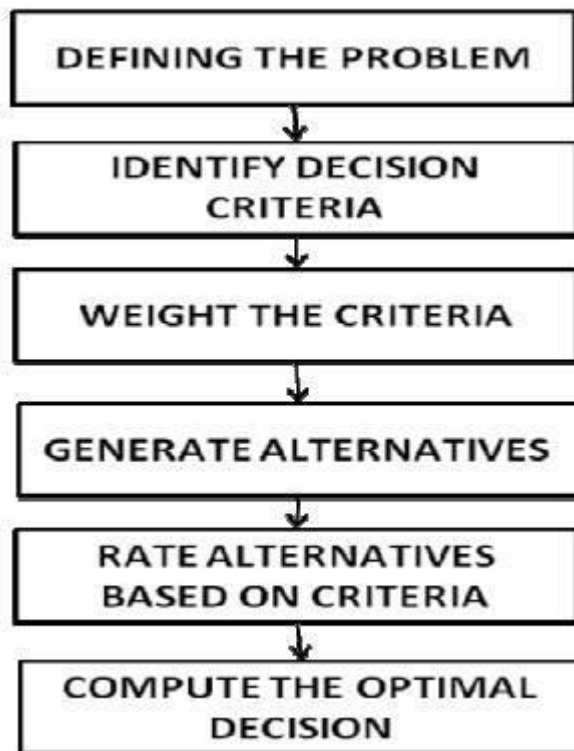 DEFINING THE PROBLEM
IDENTIFY DECISION
CRITERIA
WEIGHT THE CRITERIA
GENERATE ALTERNATIVES
RATE ALTERNATIVES
BASED ON CRITERIA
COMPUTE THE OPTIMAL
DECISION